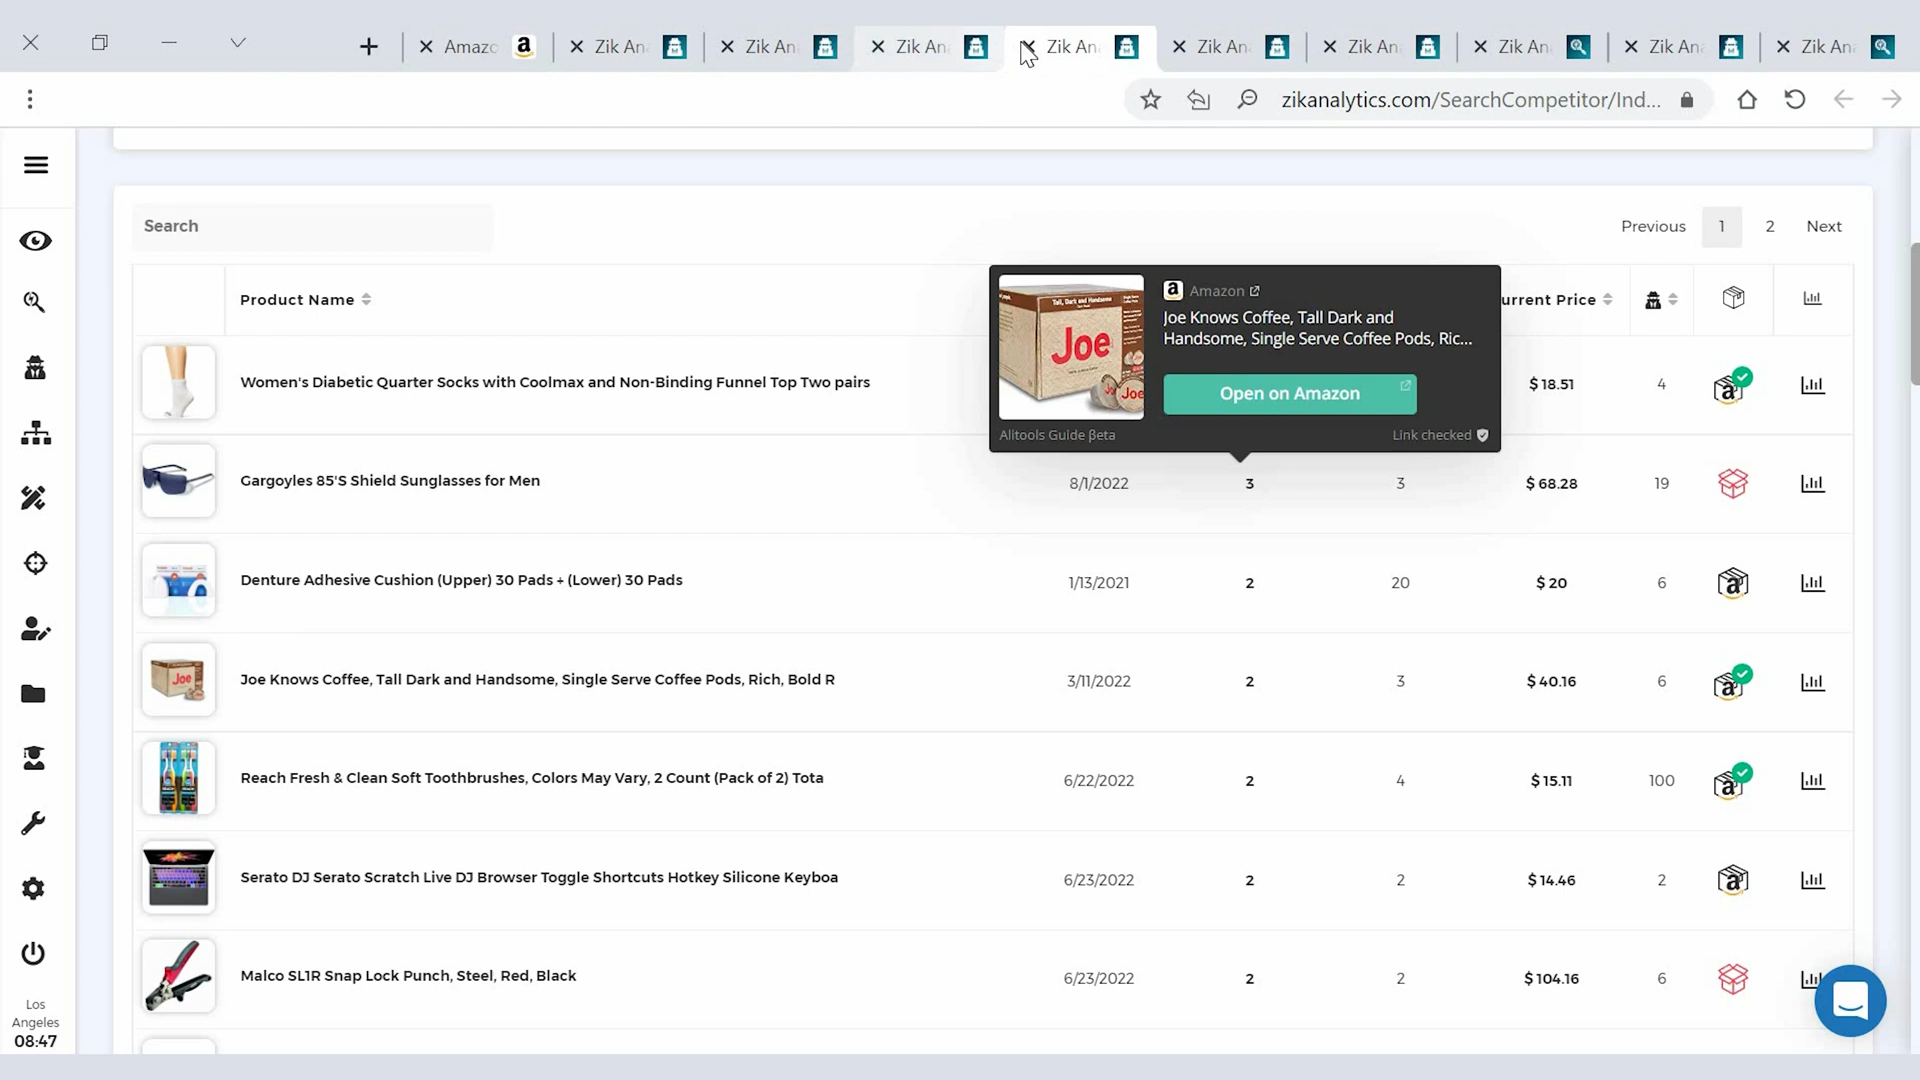 Amazo
Zik An
Zik An
Zik An
Zik An
Zik An
Zik An
Zik An
Zik An
Zik An
zikanalytics.com/SearchCompetitor/Ind...
Search
Previous 1 2 Next
Product Name
urrent Price
Amazon
Joe Knows Coffee, Tall Dark and
Handsome, Single Serve Coffee Pods, Ric...
Open on Amazon
Alitools Guide βeta
Link checked
Women's Diabetic Quarter Socks with Coolmax and Non-Binding Funnel Top Two pairs $ 18.51 4
Gargoyles 85'S Shield Sunglasses for Men 8/1/2022 3 3 $ 68.28 19
Denture Adhesive Cushion (Upper) 30 Pads + (Lower) 30 Pads 1/13/2021 2 20 $ 20 6
Joe Knows Coffee, Tall Dark and Handsome, Single Serve Coffee Pods, Rich, Bold R 3/11/2022 2 3 $ 40.16 6
Reach Fresh & Clean Soft Toothbrushes, Colors May Vary, 2 Count (Pack of 2) Tota 6/22/2022 2 4 $ 15.11 100
Serato DJ Serato Scratch Live DJ Browser Toggle Shortcuts Hotkey Silicone Keyboa 6/23/2022 2 2 $ 14.46 2
Malco SL1R Snap Lock Punch, Steel, Red, Black 6/23/2022 2 2 $ 104.16 6
Los
Angeles
08:47
Tall, Dark and Handsome
Joe
Joe